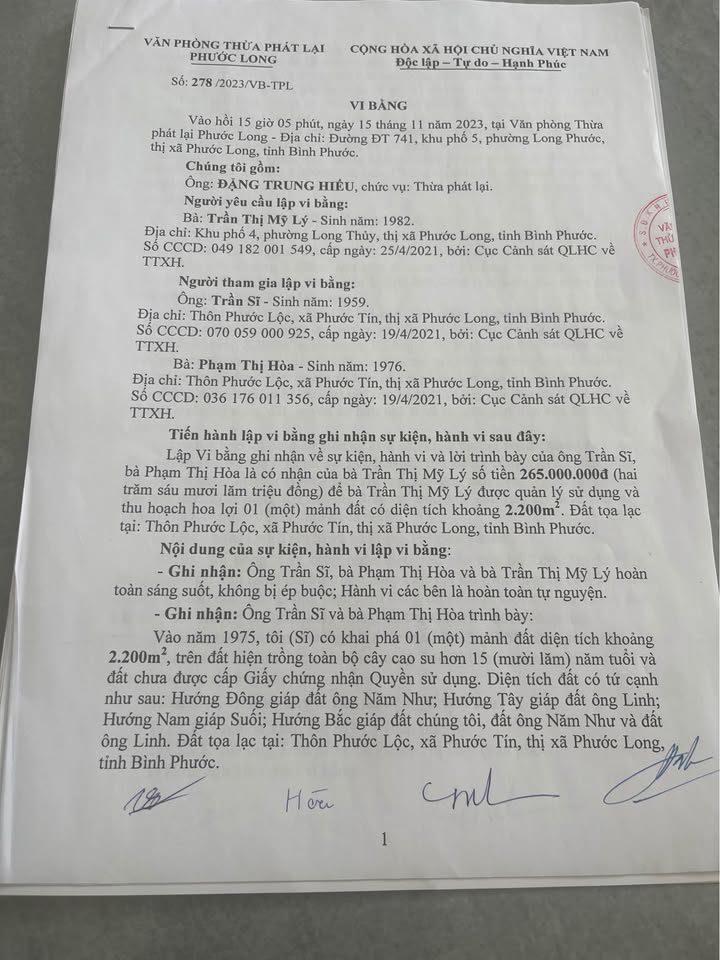 VĂN PHÒNG THỪA PHÁT LẠI CỘNG HÒA XÃ HỘI CHỦ NGHĨA VIỆT NAM
PHƯỚC LONG Độc lập – Tự do – Hạnh Phúc
Số: 278 /2023/VB-TPL
VI BẰNG
Vào hồi 15 giờ 05 phút, ngày 15 tháng 11 năm 2023, tại Văn phòng Thừa
phát lại Phước Long - Địa chỉ: Đường ĐT 741, khu phố 5, phường Long Phước,
thị xã Phước Long, tỉnh Bình Phước.
Chúng tôi gồm:
Ông: ĐẶNG TRUNG HIẾU, chức vụ: Thừa phát lại.
Người yêu cầu lập vi bằng:
Bà: Trần Thị Mỹ Lý - Sinh năm: 1982.
Địa chỉ: Khu phố 4, phường Long Thủy, thị xã Phước Long, tỉnh Bình Phước.
Số CCCD: 049 182 001 549, cấp ngày: 25/4/2021, bởi: Cục Cảnh sát QLHC về
TTXH.
Người tham gia lập vi bằng:
Ông: Trần Sĩ - Sinh năm: 1959.
Địa chỉ: Thôn Phước Lộc, xã Phước Tín, thị xã Phước Long, tỉnh Bình Phước.
Số CCCD: 070 059 000 925, cấp ngày: 19/4/2021, bởi: Cục Cảnh sát QLHC về
TTXH.
Bà: Phạm Thị Hòa - Sinh năm: 1976.
Địa chỉ: Thôn Phước Lộc, xã Phước Tín, thị xã Phước Long, tỉnh Bình Phước.
Số CCCD: 036 176 011 356, cấp ngày: 19/4/2021, bởi: Cục Cảnh sát QLHC về
TTXH.
Tiến hành lập vi bằng ghi nhận sự kiện, hành vi sau đây:
Lập Vi bằng ghi nhận về sự kiện, hành vi và lời trình bày của ông Trần Sĩ,
bà Phạm Thị Hòa là có nhận của bà Trần Thị Mỹ Lý số tiền 265.000.000đ (hai
trăm sáu mươi lăm triệu đồng) để bà Trần Thị Mỹ Lý được quản lý sử dụng và
thu hoạch hoa lợi 01 (một) mảnh đất có diện tích khoảng 2.200m². Đất tọa lạc
tại: Thôn Phước Lộc, xã Phước Tín, thị xã Phước Long, tỉnh Bình Phước.
Nội dung của sự kiện, hành vi lập vi bằng:
- Ghi nhận: Ông Trần Sĩ, bà Phạm Thị Hòa và bà Trần Thị Mỹ Lý hoàn
toàn sáng suốt, không bị ép buộc; Hành vi các bên là hoàn toàn tự nguyện.
- Ghi nhận: Ông Trần Sĩ và bà Phạm Thị Hòa trình bày:
Vào năm 1975, tôi (Sĩ) có khai phá 01 (một) mảnh đất diện tích khoảng
2.200m², trên đất hiện trồng toàn bộ cây cao su hơn 15 (mười lăm) năm tuổi và
đất chưa được cấp Giấy chứng nhận Quyền sử dụng. Diện tích đất có tứ cạnh
như sau: Hướng Đông giáp đất ông Năm Như; Hướng Tây giáp đất ông Linh;
Hướng Nam giáp Suối; Hướng Bắc giáp đất chúng tôi, đất ông Năm Như và đất
ông Linh. Đất tọa lạc tại: Thôn Phước Lộc, xã Phước Tín, thị xã Phước Long,
tỉnh Bình Phước.
1